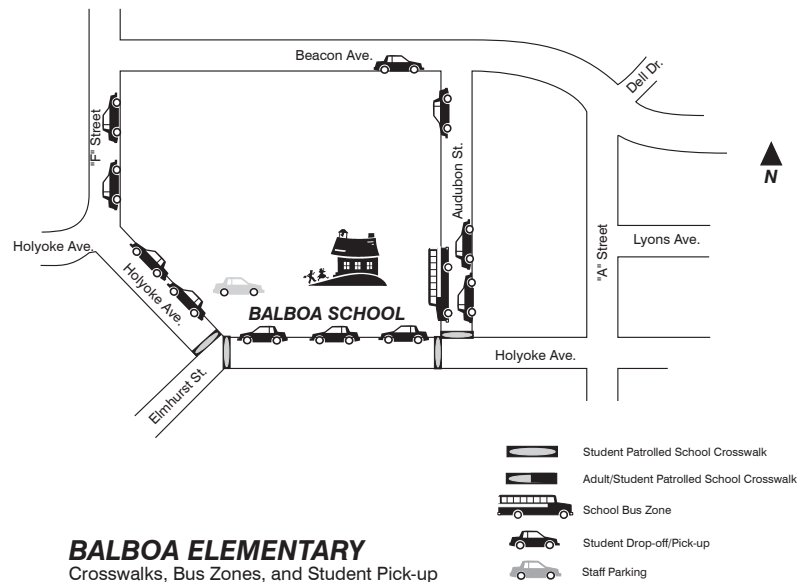 Beacon Ave.
Dell Dr.
"F" Street
Audubon St.
N
Holyoke Ave.
Lyons Ave.
"A" Street
Holyoke Ave.
BALBOA SCHOOL
Holyoke Ave.
Elmhurst St.
Student Patrolled School Crosswalk
Adult/Student Patrolled School Crosswalk
School Bus Zone
Student Drop-off/Pick-up
Staff Parking
BALBOA ELEMENTARY
Crosswalks, Bus Zones, and Student Pick-up